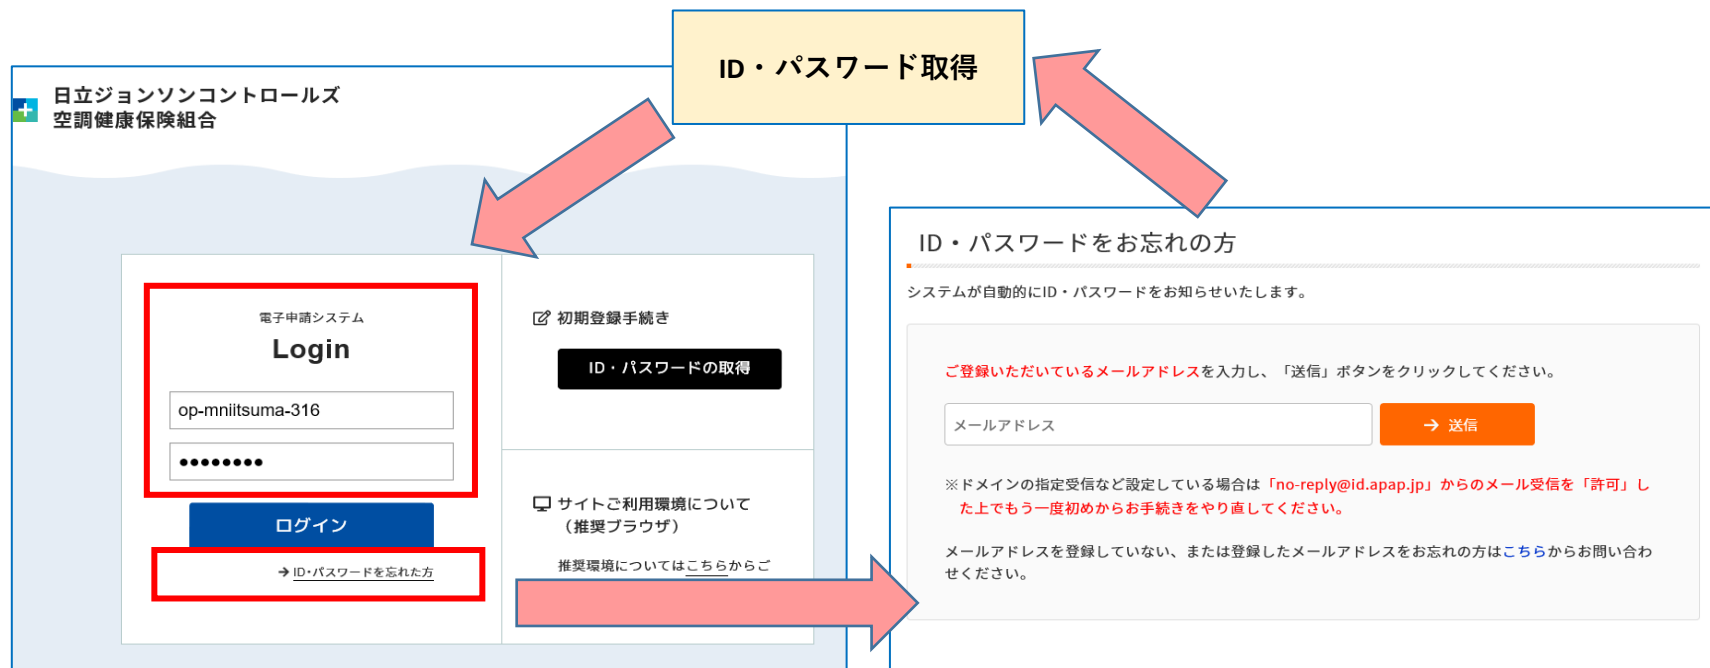 ID・パスワード取得
日立ジョンソンコントロールズ
空調健康保険組合
電子申請システム
Login
op-mniitsuma-316
●●●●●●●●
ログイン
→ID・パスワードを忘れた方
初期登録手続き
ID・パスワードの取得
サイトご利用環境について
（推奨ブラウザ）
推奨環境についてはこちらからご
ID・パスワードをお忘れの方
システムが自動的にID・パスワードをお知らせいたします。
ご登録いただいているメールアドレスを入力し、「送信」ボタンをクリックしてください。
メールアドレス
→ 送信
※ドメインの指定受信など設定している場合は「no-reply@id.apap.jp」からのメール受信を「許可」し
た上でもう一度初めからお手続きをやり直してください。
メールアドレスを登録していない、または登録したメールアドレスをお忘れの方はこちらからお問い合わ
せください。